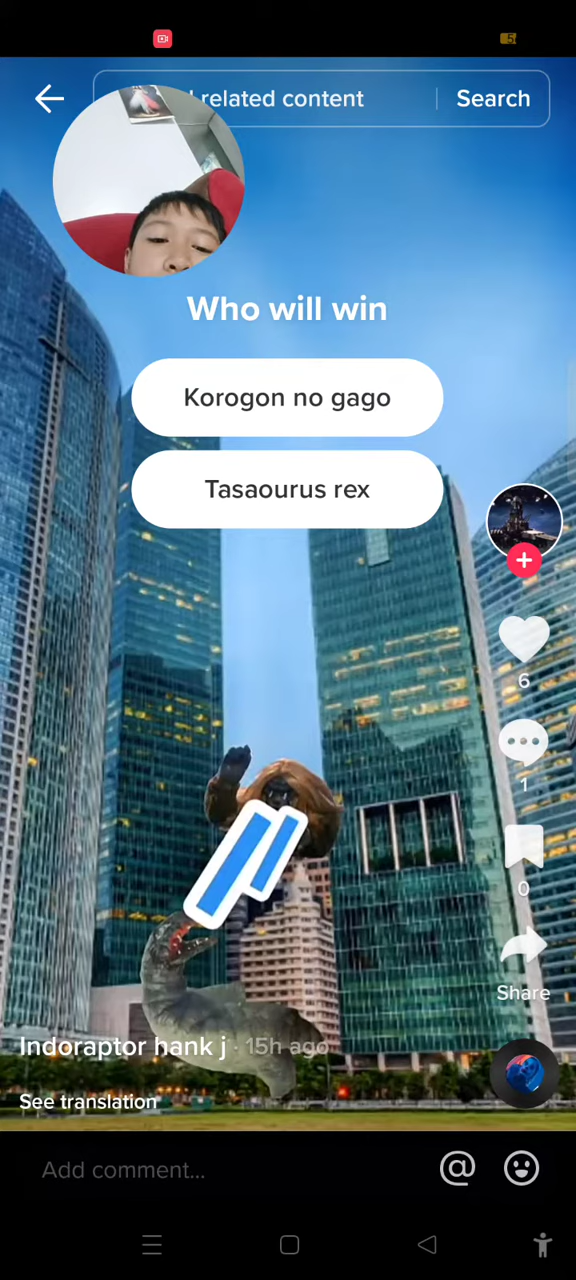 related content
Search
Who will win
Korogon no gago
Tasaourus rex
6
1
0
Share
Indoraptor hank j · 15h ago
See translation
Add comment...